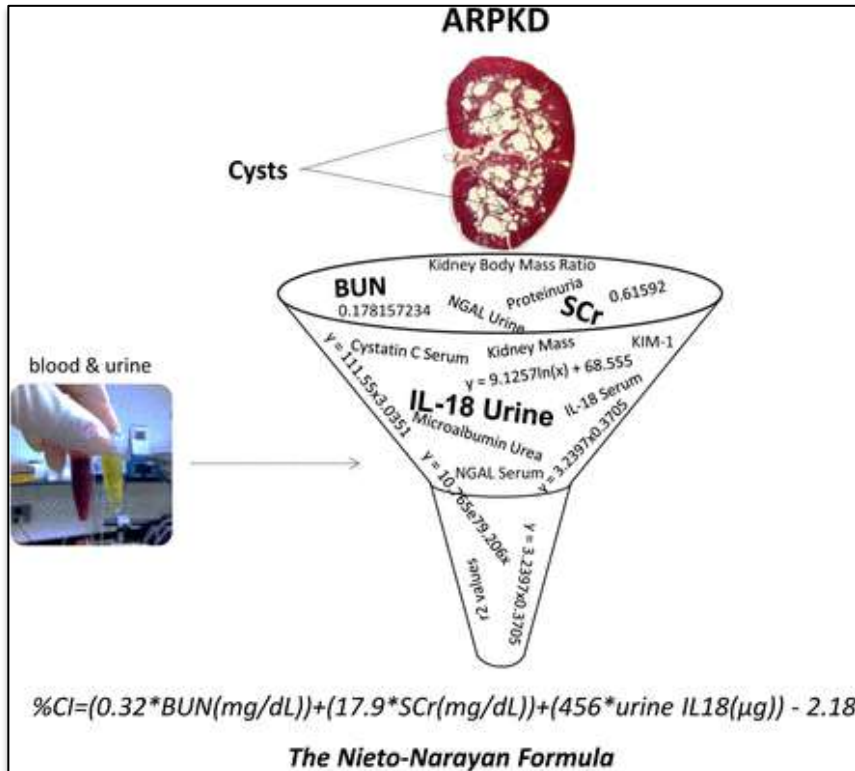 ARPKD
Cysts
Kidney Body Mass Ratio
BUN
Proteinuria
0.61592
0.178157234
NGAL Urine
SCr
Cystatin C Serum
Kidney Mass
KIM-1
blood & urine
y = 111.55x3.0351
y = 9.1257ln(x) + 68.555
IL-18 Urine
IL-18 Serum
Microalbumin Urea
y = 3.2397x0.3705
NGAL Serum
y = 10.765e79.206x
r2 values
y = 3.2397x0.3705
%CI=(0.32*BUN(mg/dL))+(17.9*SCr(mg/dL))+(456*urine IL18(µg)) - 2.18
The Nieto-Narayan Formula